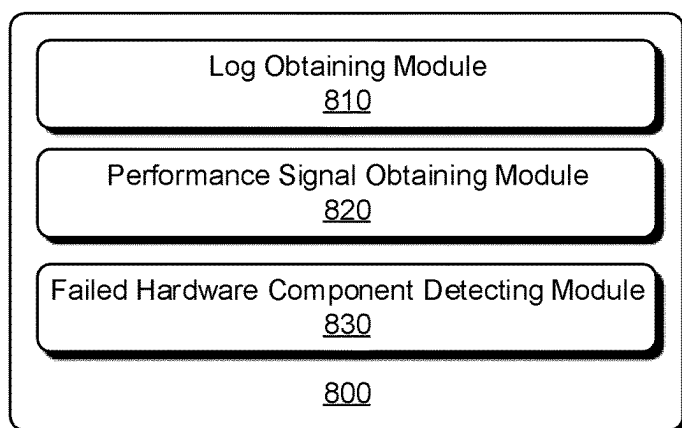 Log Obtaining Module
810
Performance Signal Obtaining Module
820
Failed Hardware Component Detecting Module
830
800